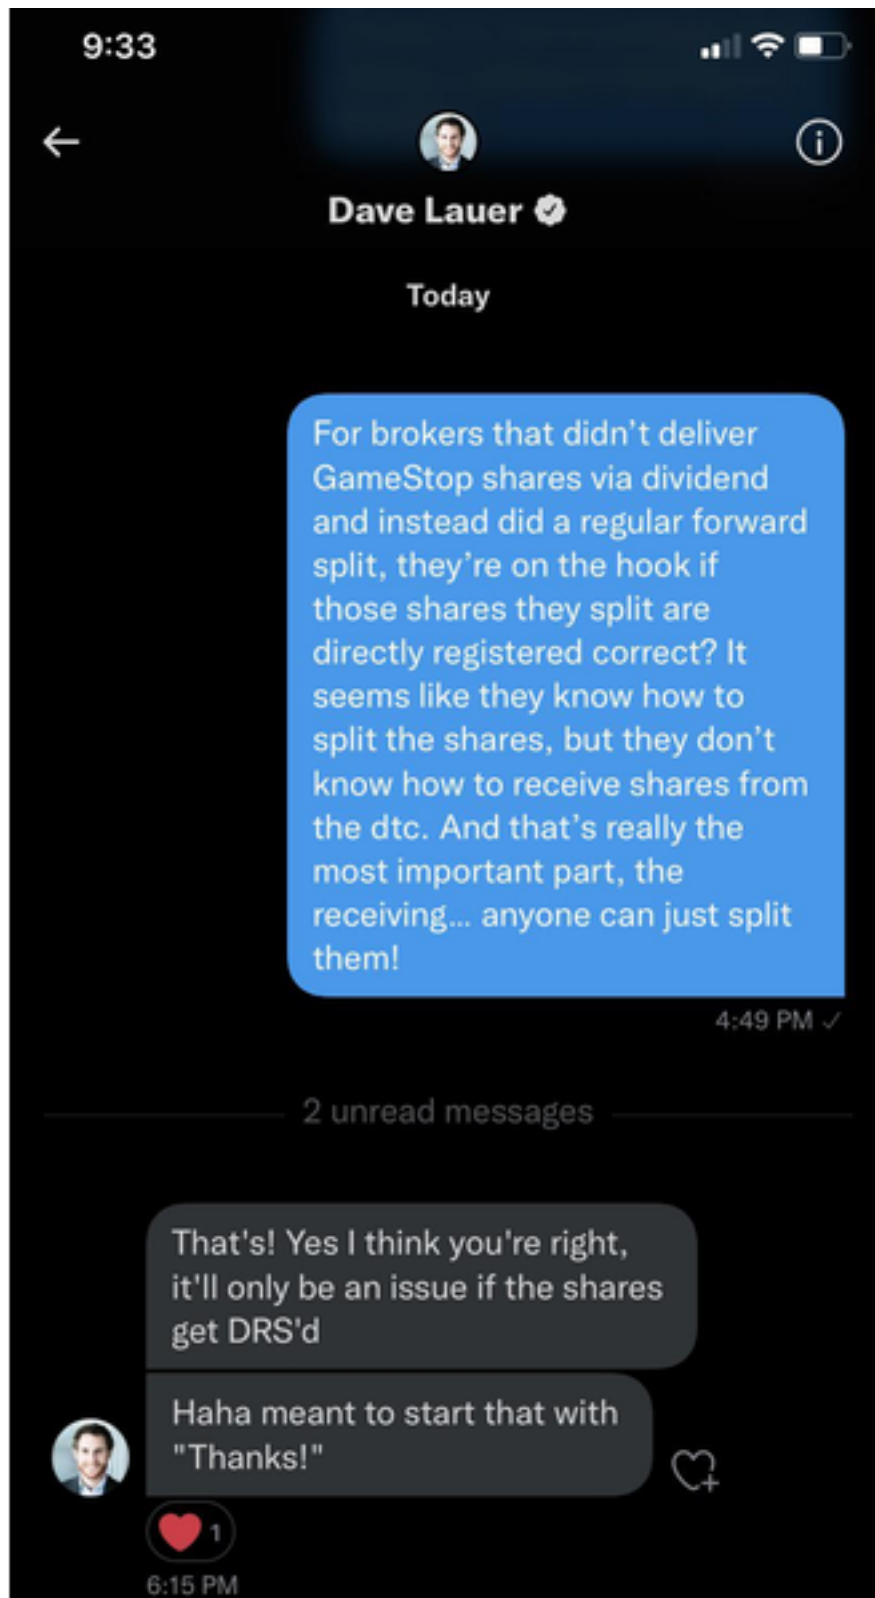 9:33
Dave Lauer
Today
For brokers that didn’t deliver
GameStop shares via dividend
and instead did a regular forward
split, they’re on the hook if
those shares they split are
directly registered correct? It
seems like they know how to
split the shares, but they don’t
know how to receive shares from
the dtc. And that’s really the
most important part, the
receiving... anyone can just split
them!
4:49 PM ✓
2 unread messages
That's! Yes I think you're right,
it'll only be an issue if the shares
get DRS'd
Haha meant to start that with
"Thanks!"
1
6:15 PM